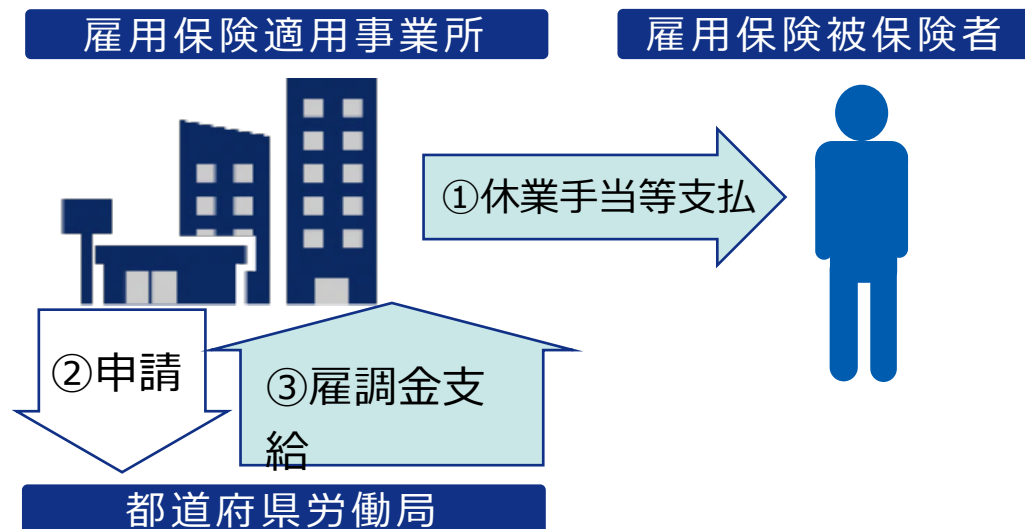 雇用保険適用事業所
雇用保険被保険者
①休業手当等支払
②申請
③雇調金支
給
都道府県労働局